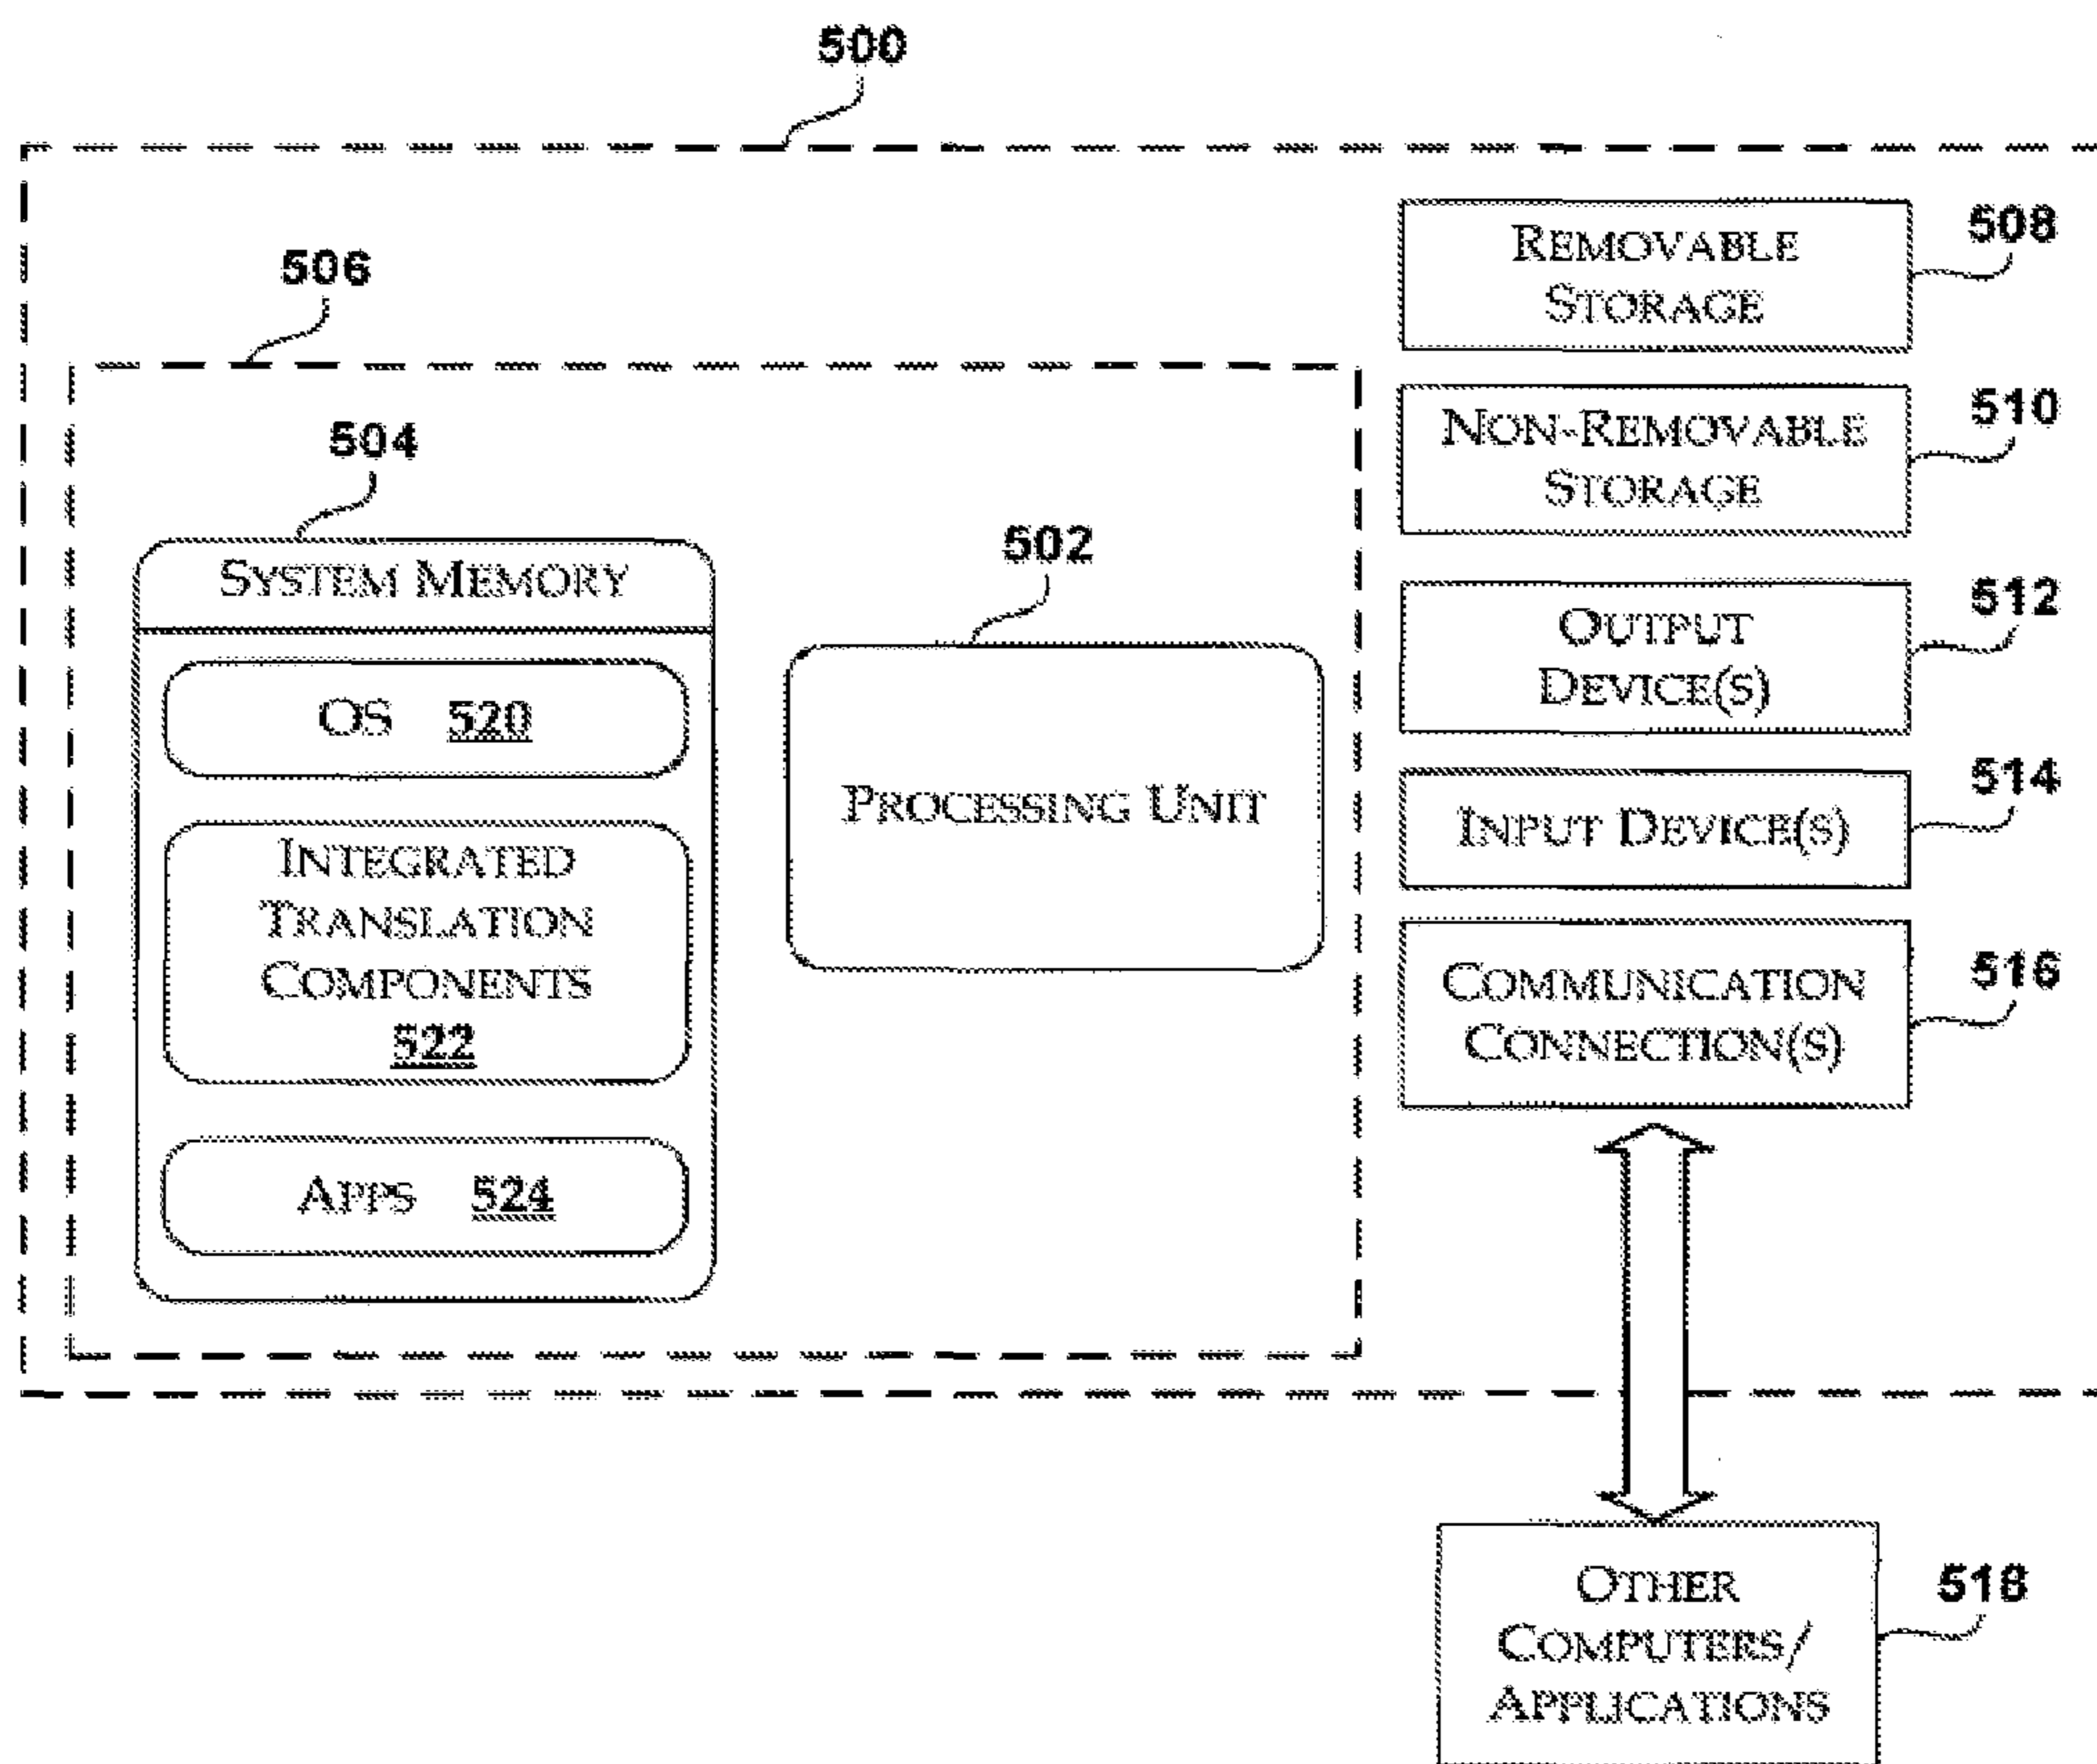 500
506
504
SYSTEM MEMORY
OS 520
INTEGRATED
TRANSLATION
COMPONENTS
522
APPS 524
502
PROCESSING UNIT
508
REMOVABLE
STORAGE
510
NON-REMOVABLE
STORAGE
512
OUTPUT
DEVICE(S)
514
INPUT DEVICE(S)
516
COMMUNICATION
CONNECTION(S)
518
OTHER
COMPUTERS/
APPLICATIONS